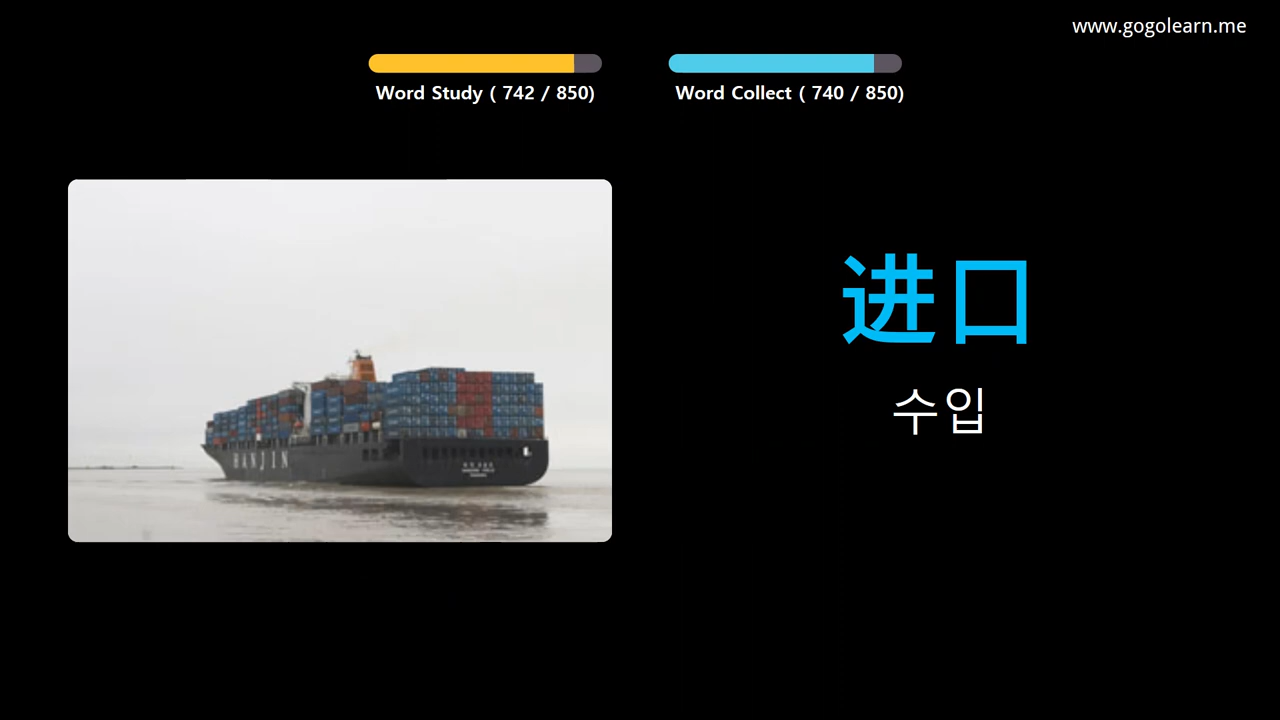 www.gogolearn.me
Word Study ( 742 / 850)
Word Collect ( 740 / 850)
进口
수입
HANJIN